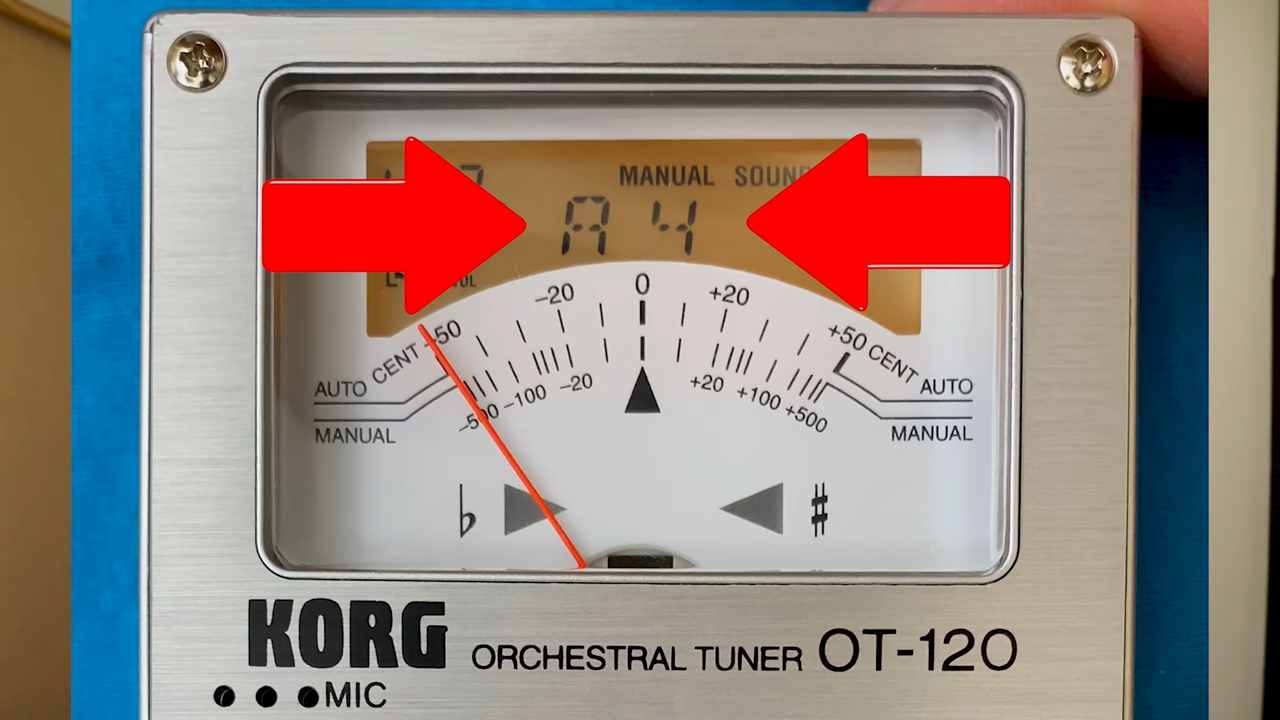 MANUAL SOUND
A 4
VOL
-20 0 +20
-50 +50
CENT CENT
AUTO AUTO
-500 -100 -20 +20 +100 +500
MANUAL MANUAL
♭ ♯
KORG ORCHESTRAL TUNER OT-120
MIC